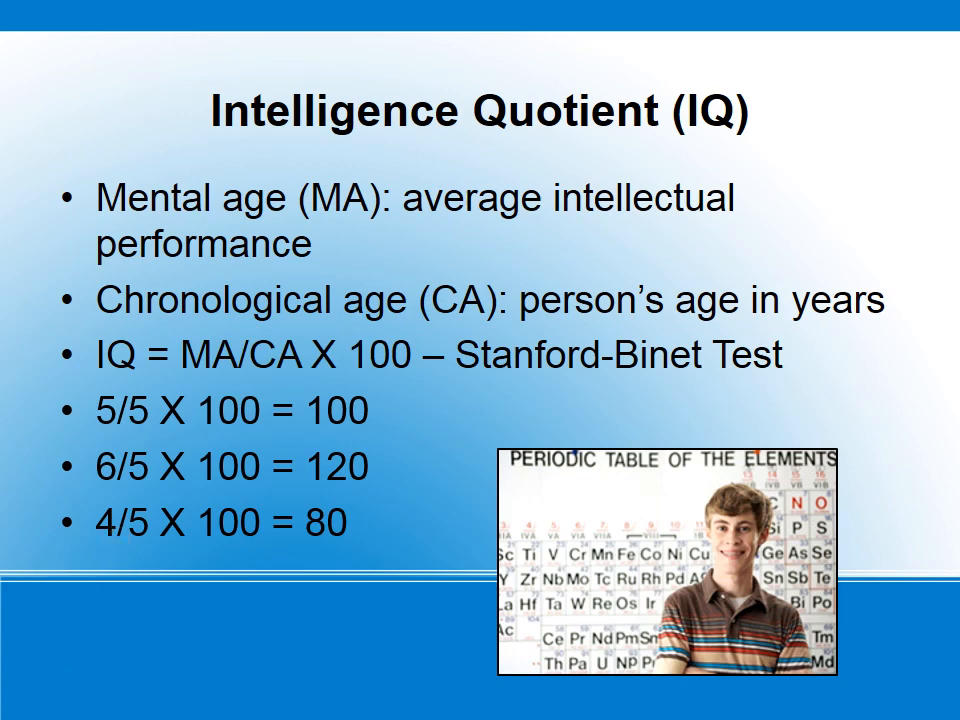 Intelligence Quotient (IQ)
• Mental age (MA): average intellectual
performance
• Chronological age (CA): person’s age in years
• IQ = MA/CA X 100 – Stanford-Binet Test
• 5/5 X 100 = 100
• 6/5 X 100 = 120
• 4/5 X 100 = 80
PERIODIC TABLE OF THE ELEMENTS
N O
Si P S
Sc Ti V Cr Mn Fe Co Ni Cu Ge As Se
Y Zr Nb Mo Tc Ru Rh Pd Sn Sb Te
La Hf Ta W Re Os Ir Bi Po
Ac
Ce Pr Nd Pm Sm Tm
Th Pa U NP Md